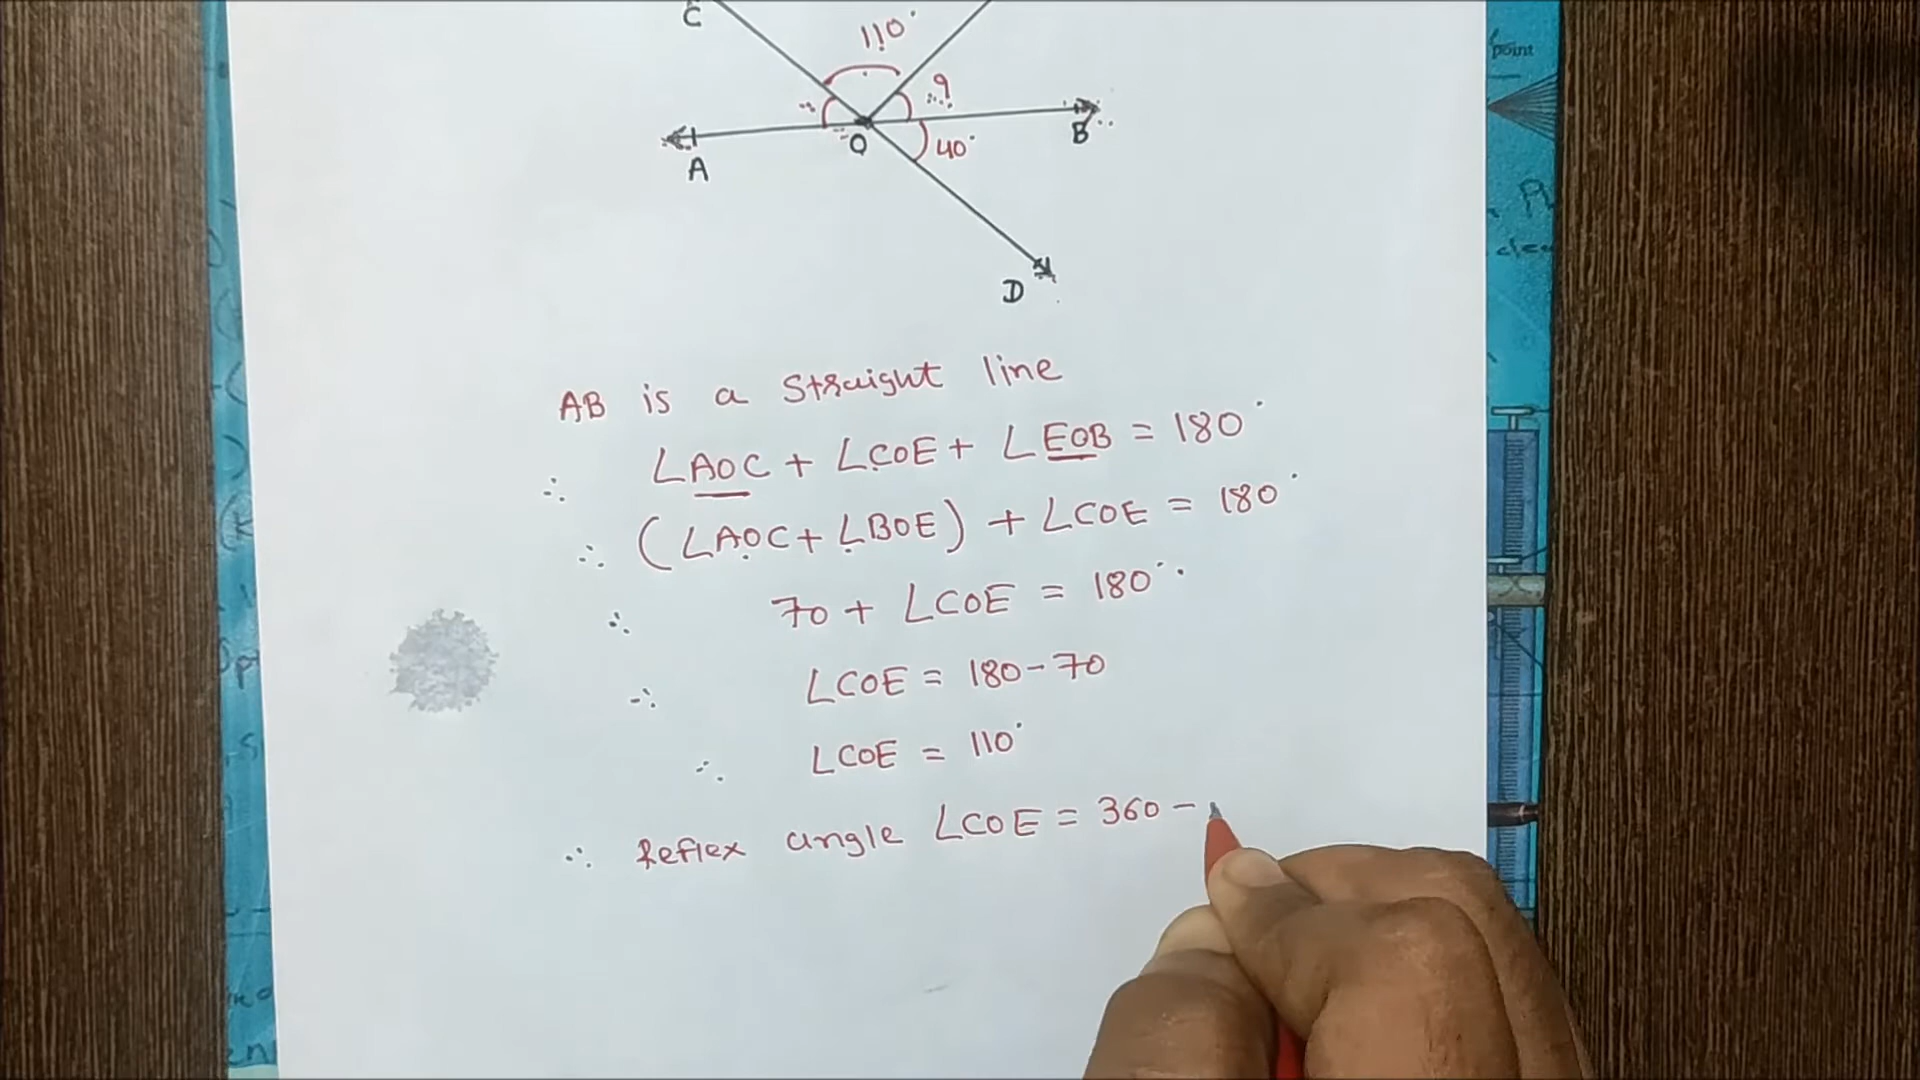 C
110°
?
A
O
40°
B
D
AB is a Straight line
∴ ∠AOC + ∠COE + ∠EOB = 180°
∴ (∠AOC + ∠BOE) + ∠COE = 180°
∴ 70 + ∠COE = 180°.
∴ ∠COE = 180 - 70
∴ ∠COE = 110°
∴ Reflex angle ∠COE = 360 -
point